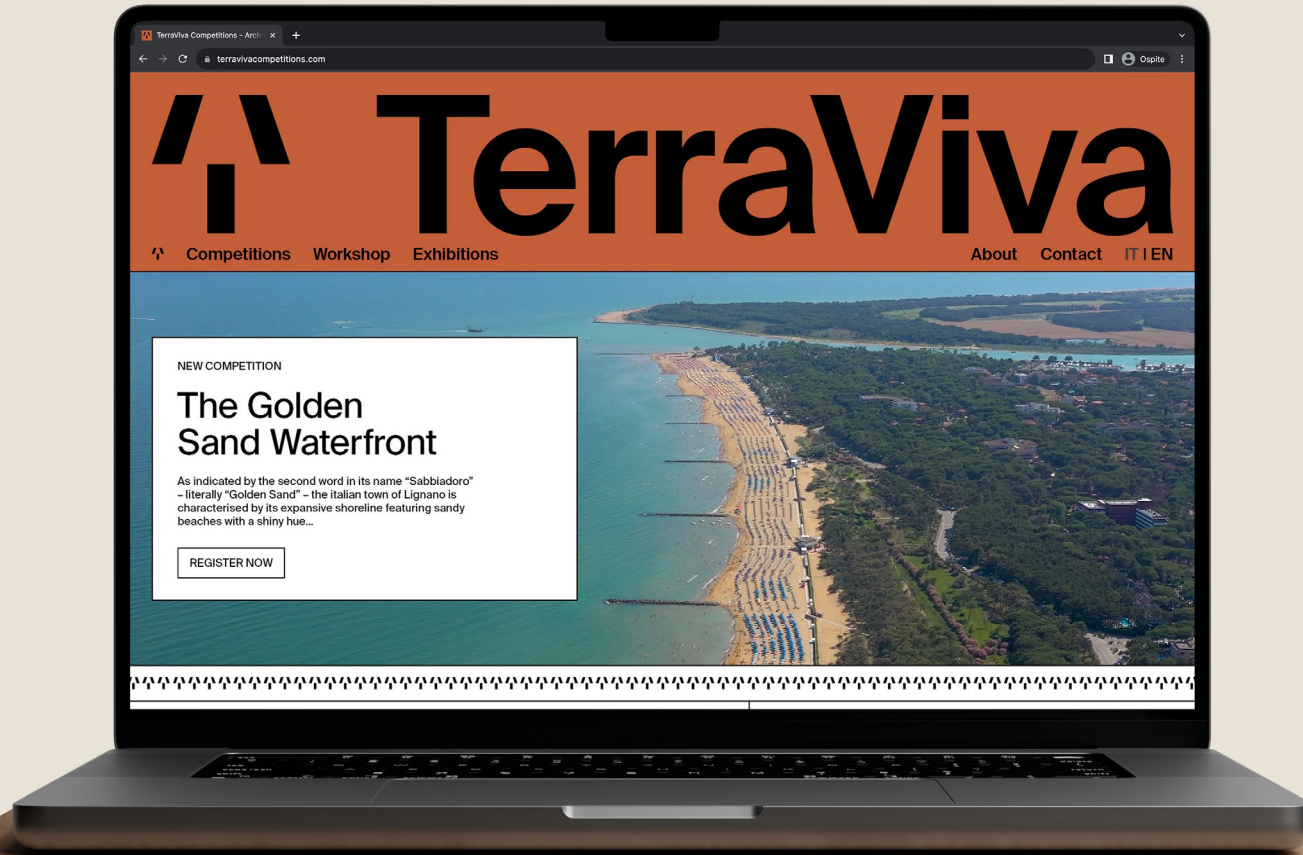 TerraViva Competitions - Arch
terravivacompetitions.com
Ospite
TerraViva
Competitions Workshop Exhibitions
About Contact IT I EN
NEW COMPETITION
The Golden
Sand Waterfront
As indicated by the second word in its name “Sabbiadoro”
– literally “Golden Sand” – the italian town of Lignano is
characterised by its expansive shoreline featuring sandy
beaches with a shiny hue...
REGISTER NOW